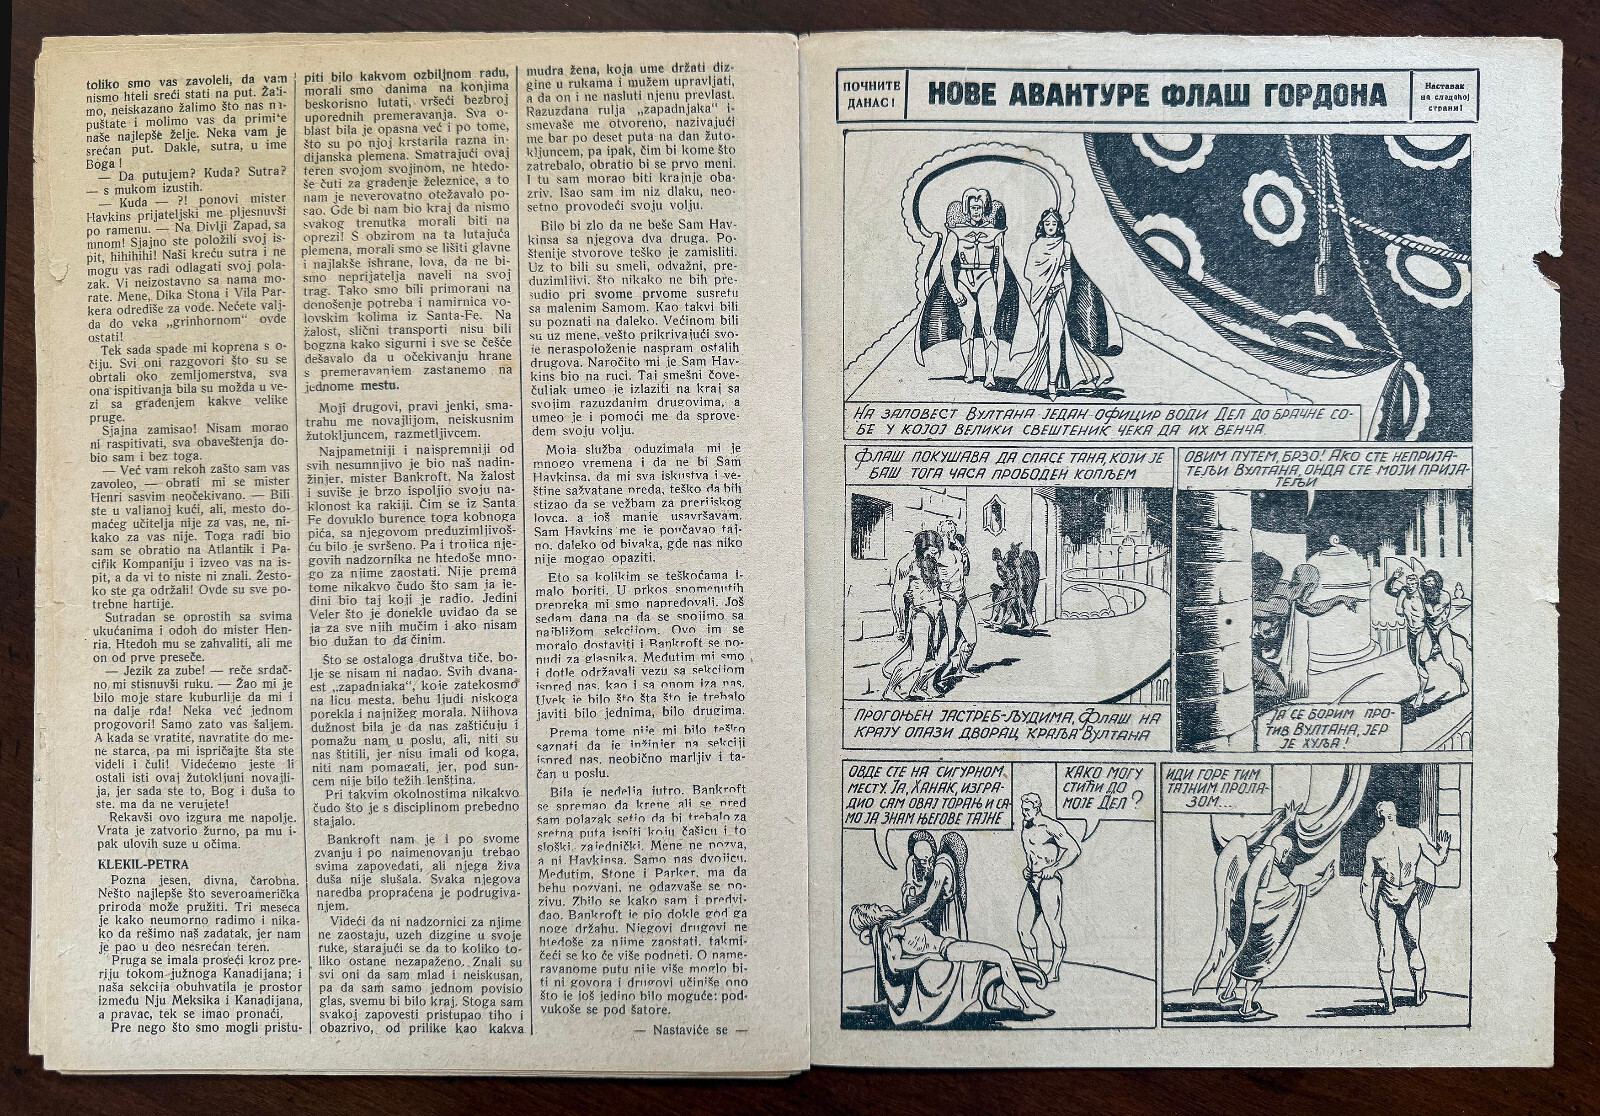 toliko smo vas zavoleli, da vam
nismo hteli sreći stati na put. Žali-
mo, neiskazano žalimo što nas na-
puštate i molimo vas da primite
naše najlepše želje. Neka vam je
srećan put. Dakle, sutra, u ime
Boga !
— Da putujem? Kuda? Sutra?
— s mukom izustih.
— Kuda — ?! ponovi mister
Havkins prijateljski me pljesnuvši
po ramenu. — Na Divlji Zapad, sa
mnom! Sjajno ste položili svoj is-
pit, hihihihi! Naši kreću sutra i ne
mogu vas radi odlagati svoj pola-
zak. Vi neizostavno sa nama mo-
rate. Mene, Dika Stona i Vila Par-
kera odrediše za vođe. Nećete valj-
da do veka „grinhornom“ ovde
ostati!
Tek sada spade mi koprena s o-
čiju. Svi oni razgovori što su se
obrtali oko zemljomerstva, sva
ona ispitivanja bila su možda u ve-
zi sa građenjem kakve velike
pruge.
Sjajna zamisao! Nisam morao
ni raspitivati, sva obaveštenja do-
bio sam i bez toga.
— Već vam rekoh zašto sam vas
zavoleo, — obrati mi se mister
Henri sasvim neočekivano. — Bili
ste u valjanoj kući, ali, mesto do-
maćeg učitelja nije za vas, ne, ni-
kako za vas nije. Toga radi bio
sam se obratio na Atlantik i Pa-
cifik Kompaniju i izveo vas na is-
pit, a da vi to niste ni znali. Žesto-
ko ste ga održali! Ovde su sve po-
trebne hartije.
Sutradan se oprostih sa svima
ukućanima i odoh do mister Hen-
ria. Htedoh mu se zahvaliti, ali me
on od prve preseče.
— Jezik za zube! — reče srdač-
no mi stisnuvši ruku. — Žao mi je
bilo moje stare kuburlije da mi i
na dalje rđa! Neka već jednom
progovori! Samo zato vas šaljem.
A kada se vratite, navratite do me-
ne starca, pa mi ispričajte šta ste
videli i čuli! Videćemo jeste li
ostali isti ovaj žutokljuni novajli-
ja, jer sada ste to, Bog i duša to
ste. ma da ne verujete!
Rekavši ovo izgura me napolje.
Vrata je zatvorio žurno, pa mu i-
pak ulovih suze u očima.
KLEKIL-PETRA
Pozna jesen, divna, čarobna.
Nešto najlepše što severoamerička
priroda može pružiti. Tri meseca
je kako neumorno radimo i nika-
ko da rešimo naš zadatak, jer nam
je pao u deo nesrećan teren.
Pruga se imala proseći kroz pre-
riju tokom južnoga Kanadijana; i
naša sekcija obuhvatila je prostor
između Nju Meksika i Kanadijana,
a pravac, tek se imao pronaći.
Pre nego što smo mogli pristu-
piti bilo kakvom ozbiljnom radu,
morali smo danima na konjima
beskorisno lutati, vršeći bezbroj
uporednih premeravanja. Sva o-
blast bila je opasna već i po tome,
što su po njoj krstarila razna in-
dijanska plemena. Smatrajući ovaj
teren svojom svojinom, ne htedo-
še čuti za građenje železnice, a to
nam je neverovatno otežavalo po-
sao. Gde bi nam bio kraj da nismo
svakog trenutka morali biti na
oprezi! S obzirom na ta lutajuća
plemena, morali smo se lišiti glavne
i najlakše ishrane, lova, da ne bi-
smo neprijatelja naveli na svoj
trag. Tako smo bili primorani na
donošenje potreba i namirnica vo-
lovskim kolima iz Santa-Fe. Na
žalost, slični transporti nisu bili
bogzna kako sigurni i sve se češće
dešavalo da u očekivanju hrane
s premeravanjem zastanemo na
jednome mestu.
Moji drugovi, pravi jenki, sma-
trahu me novajlijom, neiskusnim
žutokljuncem, razmetljivcem.
Najpametniji i naispremniji od
svih nesumnjivo je bio naš nadin-
žinjer, mister Bankroft. Na žalost
i suviše je brzo ispoljio svoju na-
klonost ka rakiji. Čim se iz Santa
Fe dovuklo burence toga kobnoga
pića, sa njegovom preduzimljivoš-
ću bilo je svršeno. Pa i trojica nje-
govih nadzornika ne htedoše mno-
go za njime zaostati. Nije prema
tome nikakvo čudo što sam ja je-
dini bio taj koji je radio. Jedini
Veler što je donekle uviđao da se
ja za sve njih mučim i ako nisam
bio dužan to da činim.
Što se ostaloga društva tiče, bo-
lje se nisam ni nadao. Svih dvana-
est „zapadnjaka“, koje zatekosmo
na licu mesta, behu ljudi niskoga
porekla i najnižeg morala. Njihova
dužnost bila je da nas zaštićuju i
pomažu nam u poslu, ali, niti su
nas štitili, jer nisu imali od koga,
niti nam pomagali, jer, pod sun-
cem nije bilo težih lenština.
Pri takvim okolnostima nikakvo
čudo što je s disciplinom prebedno
stajalo.
Bankroft nam je i po svome
zvanju i po naimenovanju trebao
svima zapovedati, ali njega živa
duša nije slušala. Svaka njegova
naredba propraćena je podrugiva-
njem.
Videći da ni nadzornici za njime
ne zaostaju, uzeh dizgine u svoje
ruke, starajući se da to koliko to-
liko ostane nezapaženo. Znali su
svi oni da sam mlad i neiskusan,
pa da sam samo jednom povisio
glas, svemu bi bilo kraj. Stoga sam
svakoj zapovesti pristupao tiho i
obazrivo, od prilike kao kakva
mudra žena, koja ume držati diz-
gine u rukama i mužem upravljati,
a da on i ne nasluti njenu prevlast.
Razuzdana rulja „zapadnjaka“ i-
smevaše me otvoreno, nazivajući
me bar po deset puta na dan žuto-
kljuncem, pa ipak, čim bi kome što
zatrebalo, obratio bi se prvo meni.
I tu sam morao biti krajnje oba-
zriv. Išao sam im niz dlaku, neo-
setno provodeći svoju volju.
Bilo bi zlo da ne beše Sam Hav-
kinsa sa njegova dva druga. Po-
štenije stvorove teško je zamisliti.
Uz to bili su smeli, odvažni, pre-
duzimljivi, što nikako ne bih pre-
sudio pri svome prvome susretu
sa malenim Samom. Kao takvi bili
su poznati na daleko. Većinom bili
su uz mene, vešto prikrivajući svo-
je neraspoloženje naspram ostalih
drugova. Naročito mi je Sam Hav-
kins bio na ruci. Taj smešni čove-
čuljak umeo je izlaziti na kraj sa
svojim razuzdanim drugovima, a
umeo je i pomoći me da sprove-
dem svoju volju.
Moja služba oduzimala mi je
mnogo vremena i da ne bi Sam
Havkinsa, da mi sva iskustva i ve-
štine sažvatane preda, teško da bih
stizao da se vežbam za prerijskog
lovca, a još manje usavršavam.
Sam Havkins me je poučavao taj-
no, daleko od bivaka, gde nas niko
nije mogao opaziti.
Eto sa kolikim se teškoćama i-
malo boriti. U prkos spomenutih
prepreka mi smo napredovali. Još
sedam dana pa da se spojimo sa
najbližom sekcijom. Ovo im se
moralo dostaviti i Bankroft se po-
nudi za glasnika. Međutim mi smo
i dotle održavali vezu sa sekcijom
ispred nas, kao i sa onom iza nas.
Uvek je bilo što šta što je trebalo
javiti bilo jednima, bilo drugima.
Prema tome nije mi bilo teško
saznati da je inžinjer na sekciji
ispred nas, neobično marljiv i ta-
čan u poslu.
Bila je nedelja jutro. Bankroft
se spremao da krene ali se pred
sam polazak setio da bi trebalo za
sretna puta ispiti koju čašicu i to
složki, zajednički. Mene ne pozva,
a ni Havkinsa. Samo nas dvojicu.
Međutim, Stone i Parker, ma da
behu pozvani, ne odazvaše se po-
zivu. Zbilo se kako sam i predvi-
đao. Bankroft je pio dokle god ga
noge držahu. Njegovi drugovi ne
htedoše za njime zaostati, takmi-
čeći se ko će više podneti. O name-
ravanome putu nije više moglo bi-
ti ni govora i drugovi učiniše ono
što je još jedino bilo moguće: pod-
vukoše se pod šatore.
— Nastaviće se —
ПОЧНИТЕ
ДАНАС!
НОВЕ АВАНТУРЕ ФЛАШ ГОРДОНА
Наставак
на следећој
страни!
НА ЗАПОВЕСТ ВУЛТАНА ЈЕДАН ОФИЦИР ВОДИ ДЕЛ ДО БРАЧНЕ СО-
БЕ У КОЈОЈ ВЕЛИКИ СВЕШТЕНИК ЧЕКА ДА ИХ ВЕНЧА
ФЛАШ ПОКУШАВА ДА СПАСЕ ТАНА, КОЈИ ЈЕ
БАШ ТОГА ЧАСА ПРОБОДЕН КОПЉЕМ
ПРОГОЊЕН ЈАСТРЕБ-ЉУДИМА, ФЛАШ НА
КРАЈУ ОПАЗИ ДВОРАЦ КРАЉА ВУЛТАНА
ОВИМ ПУТЕМ, БРЗО! АКО СТЕ НЕПРИЈА-
ТЕЉИ ВУЛТАНА, ОНДА СТЕ МОЈИ ПРИЈА-
ТЕЉИ
ЈА СЕ БОРИМ ПРО-
ТИВ ВУЛТАНА, ЈЕР
ЈЕ ХУЉА!
ОВДЕ СТЕ НА СИГУРНОМ
МЕСТУ. ЈА, ХАНАК, ИЗГРА-
ДИО САМ ОВАЈ ТОРАЊ И СА-
МО ЈА ЗНАМ ЊЕГОВЕ ТАЈНЕ
КАКО МОГУ
СТИЋИ ДО
МОЈЕ ДЕЛ?
ИДИ ГОРЕ ТИМ
ТАЈНИМ ПРОЛА-
ЗОМ...